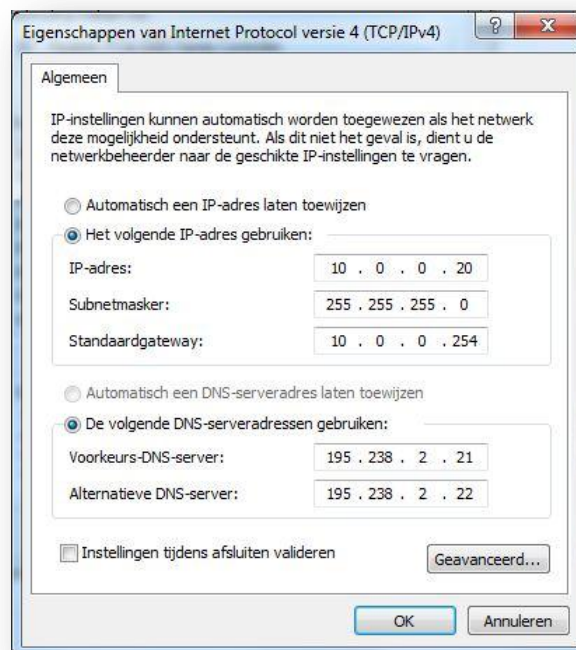 Eigenschappen van Internet Protocol versie 4 (TCP/IPv4)
Algemeen
IP-instellingen kunnen automatisch worden toegewezen als het netwerk
deze mogelijkheid ondersteunt. Als dit niet het geval is, dient u de
netwerkbeheerder naar de geschikte IP-instellingen te vragen.
Automatisch een IP-adres laten toewijzen
Het volgende IP-adres gebruiken:
IP-adres: 10 . 0 . 0 . 20
Subnetmasker: 255 . 255 . 255 . 0
Standaardgateway: 10 . 0 . 0 . 254
Automatisch een DNS-serveradres laten toewijzen
De volgende DNS-serveradressen gebruiken:
Voorkeurs-DNS-server: 195 . 238 . 2 . 21
Alternatieve DNS-server: 195 . 238 . 2 . 22
Instellingen tijdens afsluiten valideren
Geavanceerd...
OK Annuleren